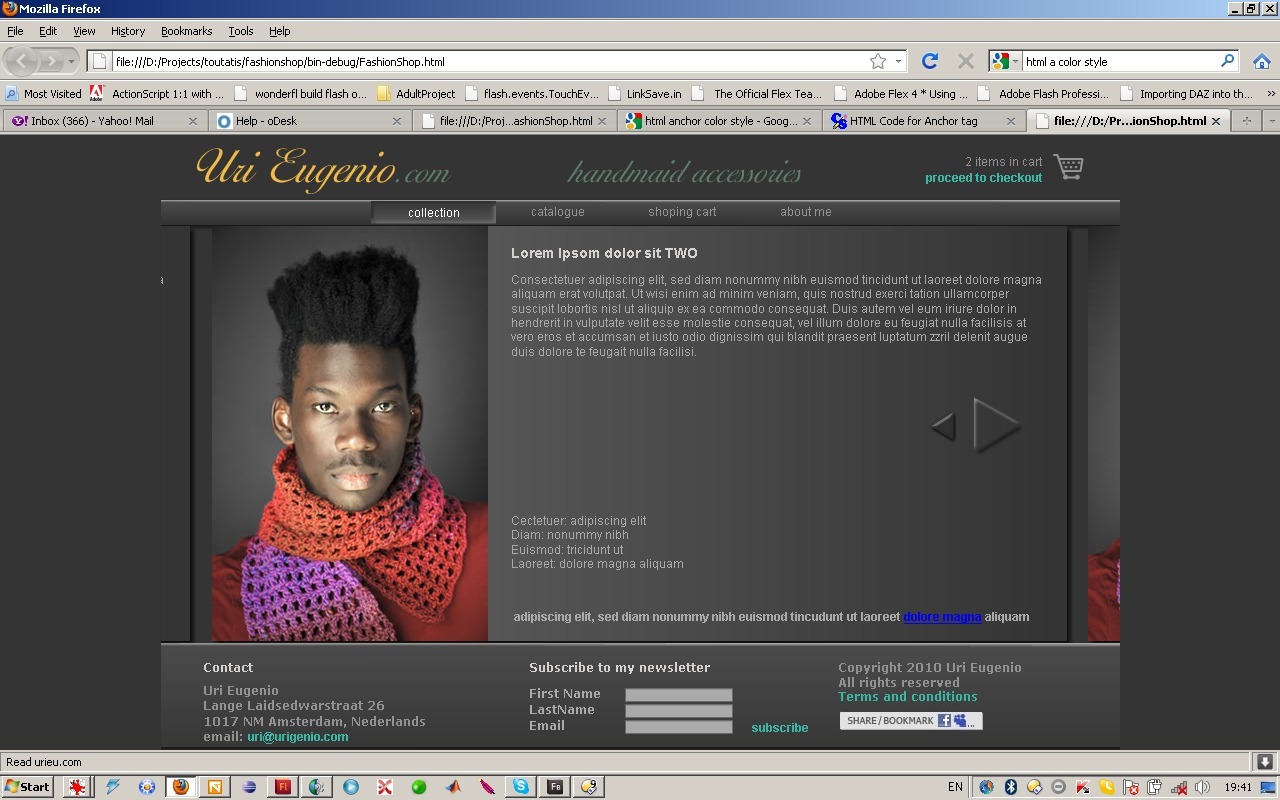 Mozilla Firefox
File Edit View History Bookmarks Tools Help
file:///D:/Projects/toutetis/fashionshop/bin-debug/FashionShop.html
html a color style
Most Visited ActionScript 1:1 with ... wonderfl build flash o... AdultProject flash.events.TouchEv... LinkSave.in The Official Flex Tea... Adobe Flex 4 * Using ... Adobe Flash Professi... Importing DAZ into th... »
Inbox (366) - Yahoo! Mail Help - oDesk file:///D:/Proj...ashionShop.html html anchor color style - Goog... HTML Code for Anchor tag file:///D:/Pr...ionShop.html
Uri Eugenio.com
handmaid accessories
2 items in cart
proceed to checkout
collection catalogue shoping cart about me
Lorem Ipsom dolor sit TWO
Consectetuer adipiscing elit, sed diam nonummy nibh euismod tincidunt ut laoreet dolore magna
aliquam erat volutpat. Ut wisi enim ad minim veniam, quis nostrud exerci tation ullamcorper
suscipit lobortis nisl ut aliquip ex ea commodo consequat. Duis autem vel eum iriure dolor in
hendrerit in vulputate velit esse molestie consequat, vel illum dolore eu feugiat nulla facilisis at
vero eros et accumsan et iusto odio dignissim qui blandit praesent luptatum zzril delenit augue
duis dolore te feugait nulla facilisi.
Cectetuer: adipiscing elit
Diam: nonummy nibh
Euismod: tricidunt ut
Laoreet: dolore magna aliquam
adipiscing elit, sed diam nonummy nibh euismod tincudunt ut laoreet dolore magna aliquam
Contact
Uri Eugenio
Lange Laidsedwarstraat 26
1017 NM Amsterdam, Nederlands
email: uri@urigenio.com
Subscribe to my newsletter
First Name
LastName
Email
subscribe
Copyright 2010 Uri Eugenio
All rights reserved
Terms and conditions
SHARE/BOOKMARK ...
Read urieu.com
Start EN 19:41